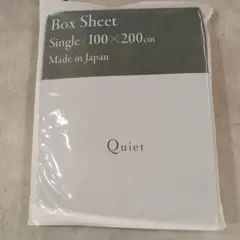 Box Sheet
Single / 100×200cm
Made in Japan
Quiet